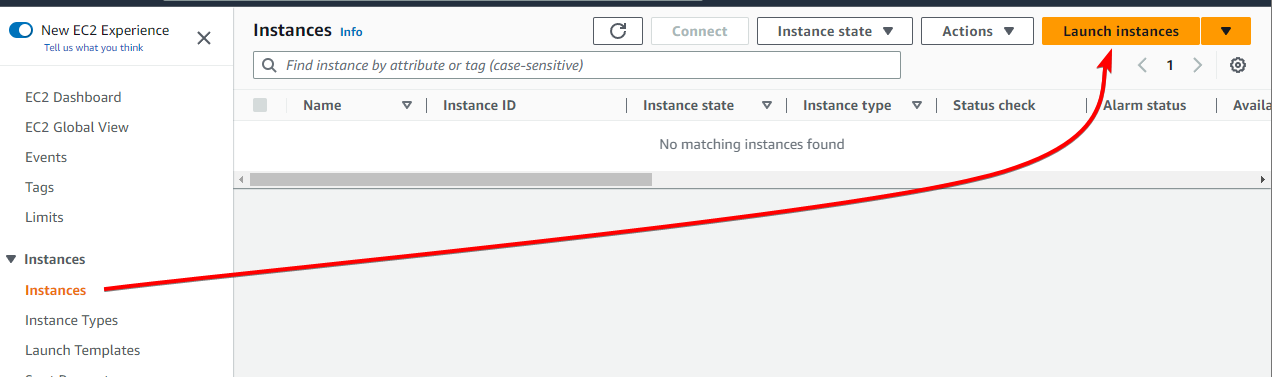 New EC2 Experience
Tell us what you think
EC2 Dashboard
EC2 Global View
Events
Tags
Limits
Instances
Instances
Instance Types
Launch Templates
Instances Info
Connect
Instance state
Actions
Launch instances
Find instance by attribute or tag (case-sensitive)
1
Name Instance ID Instance state Instance type Status check Alarm status Availa
No matching instances found